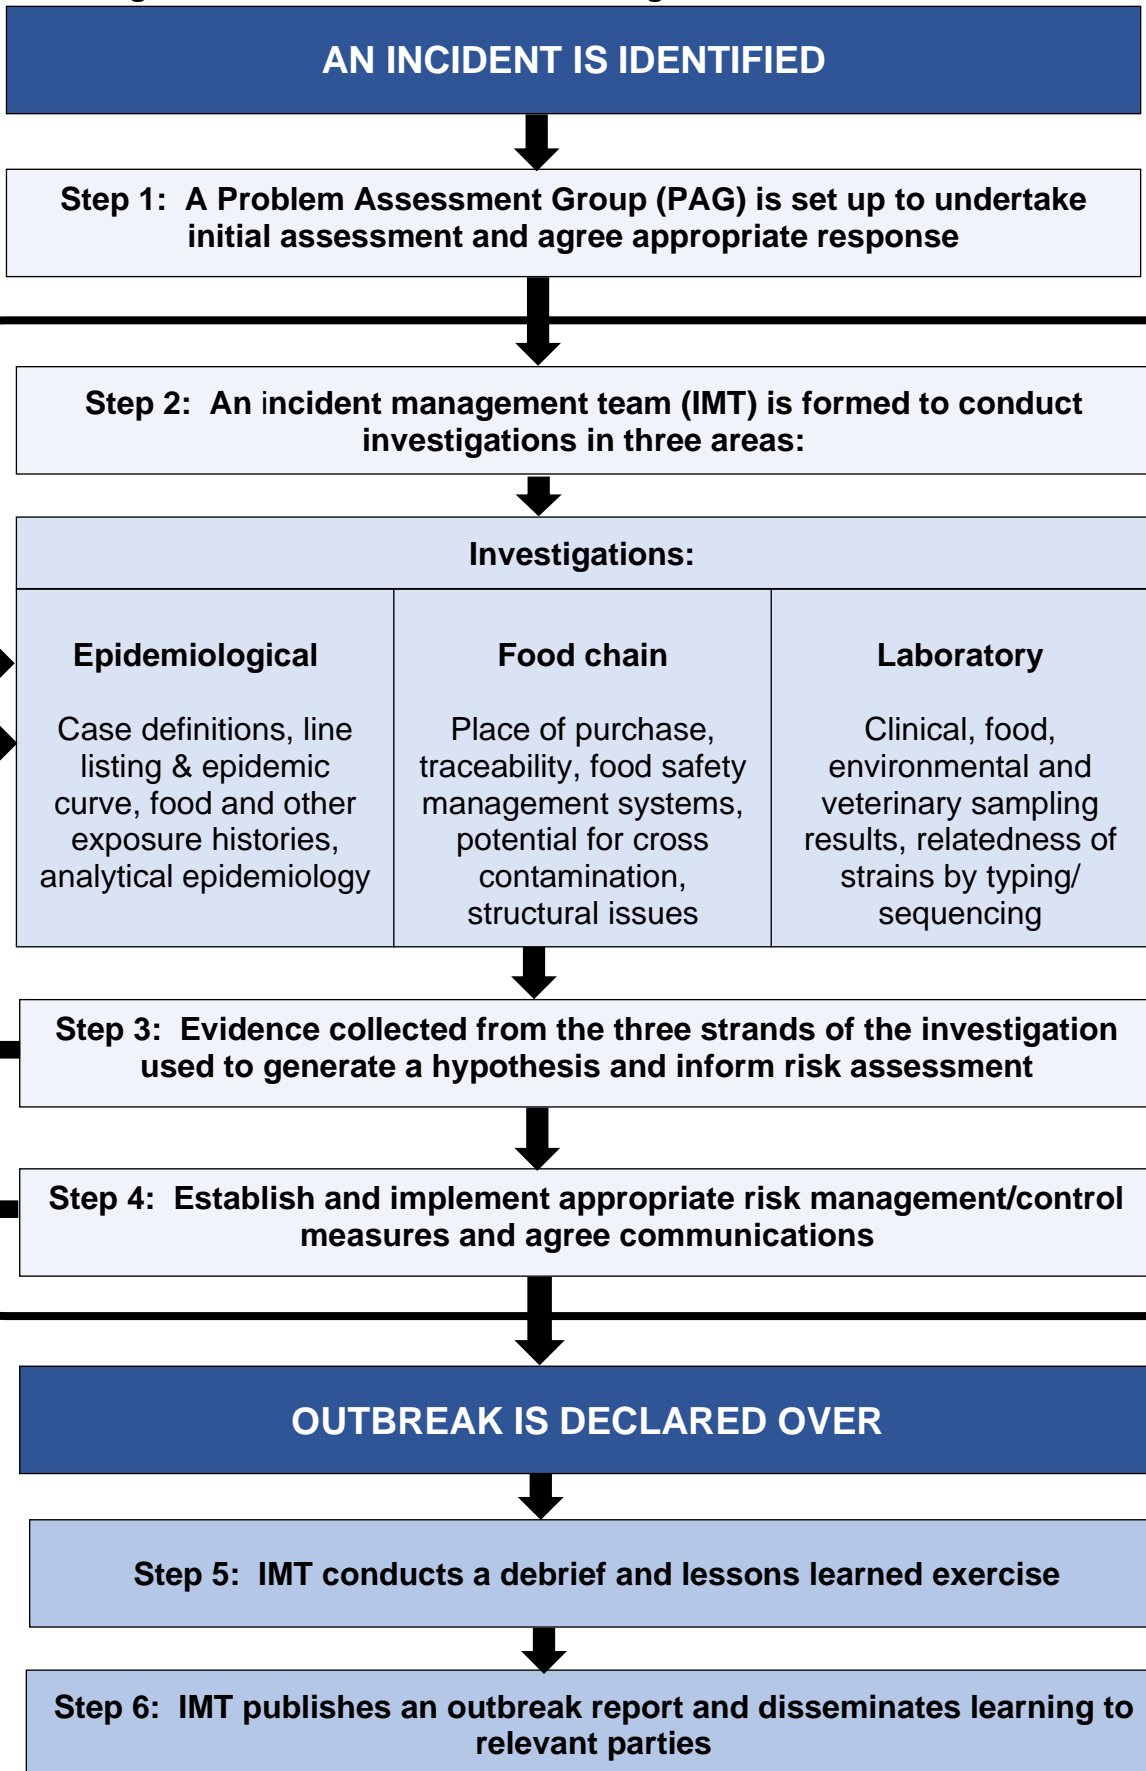 AN INCIDENT IS IDENTIFIED
Step 1: A Problem Assessment Group (PAG) is set up to undertake
initial assessment and agree appropriate response
Step 2: An incident management team (IMT) is formed to conduct
investigations in three areas:
Investigations:
Epidemiological
Case definitions, line
listing & epidemic
curve, food and other
exposure histories,
analytical epidemiology
Food chain
Place of purchase,
traceability, food safety
management systems,
potential for cross
contamination,
structural issues
Laboratory
Clinical, food,
environmental and
veterinary sampling
results, relatedness of
strains by typing/
sequencing
Step 3: Evidence collected from the three strands of the investigation
used to generate a hypothesis and inform risk assessment
Step 4: Establish and implement appropriate risk management/control
measures and agree communications
OUTBREAK IS DECLARED OVER
Step 5: IMT conducts a debrief and lessons learned exercise
Step 6: IMT publishes an outbreak report and disseminates learning to
relevant parties